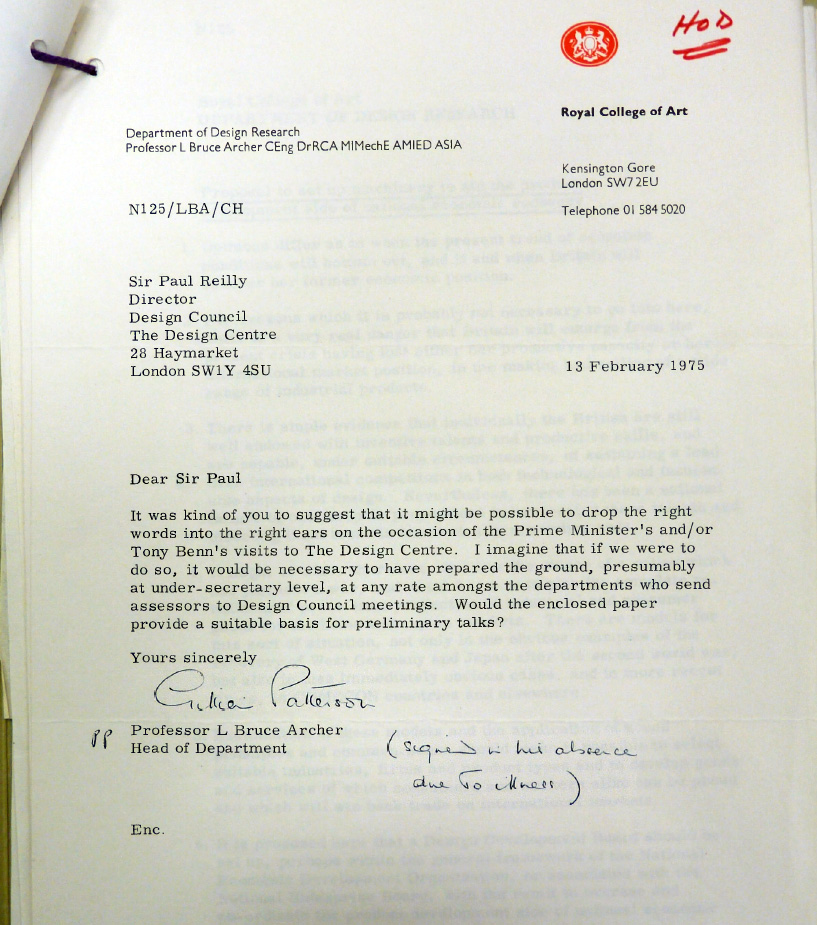 HOD
Royal College of Art
Department of Design Research
Professor L Bruce Archer CEng DrRCA MIMechE AMIED ASIA
Kensington Gore
London SW7 2EU
N125/LBA/CH
Telephone 01 584 5020
Sir Paul Reilly
Director
Design Council
The Design Centre
28 Haymarket
London SW1Y 4SU
13 February 1975
Dear Sir Paul
It was kind of you to suggest that it might be possible to drop the right
words into the right ears on the occasion of the Prime Minister's and/or
Tony Benn's visits to The Design Centre. I imagine that if we were to
do so, it would be necessary to have prepared the ground, presumably
at under-secretary level, at any rate amongst the departments who send
assessors to Design Council meetings. Would the enclosed paper
provide a suitable basis for preliminary talks?
Yours sincerely
Gillian Patterson
pp Professor L Bruce Archer
Head of Department
(signed in his absence
due to illness)
Enc.